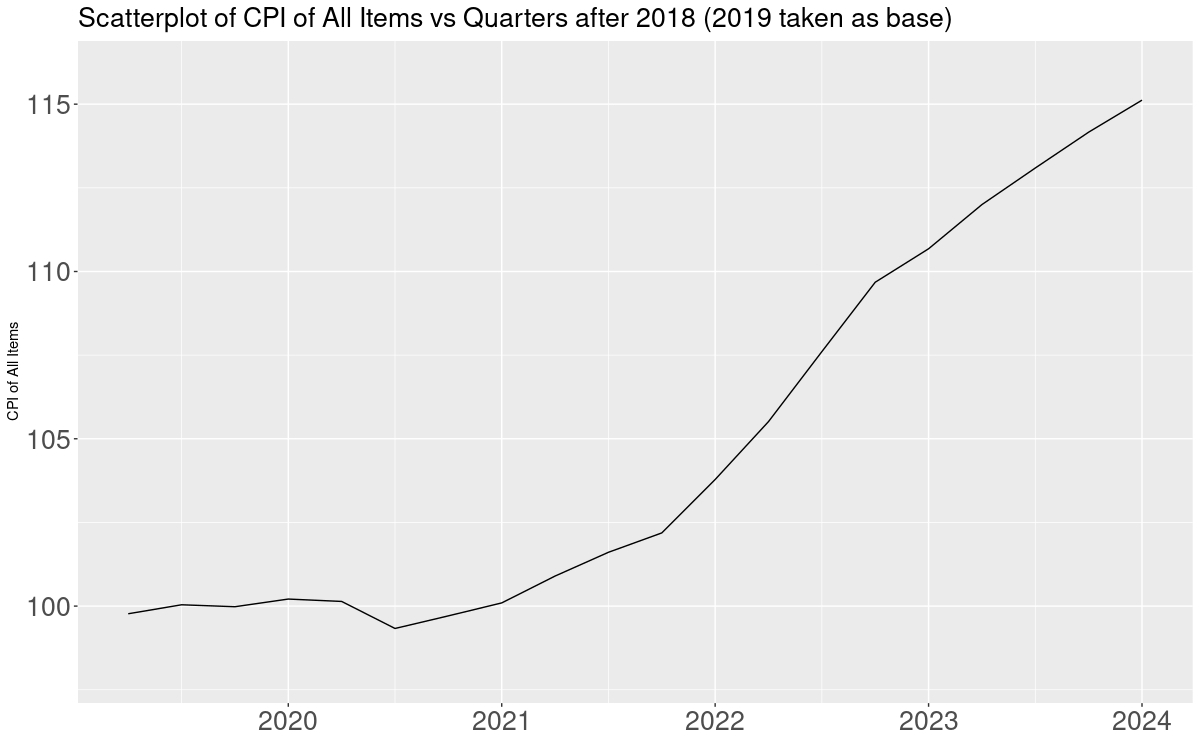 Scatterplot of CPI of All Items vs Quarters after 2018 (2019 taken as base)
115
110
105
100
CPI of All Items
2020 2021 2022 2023 2024